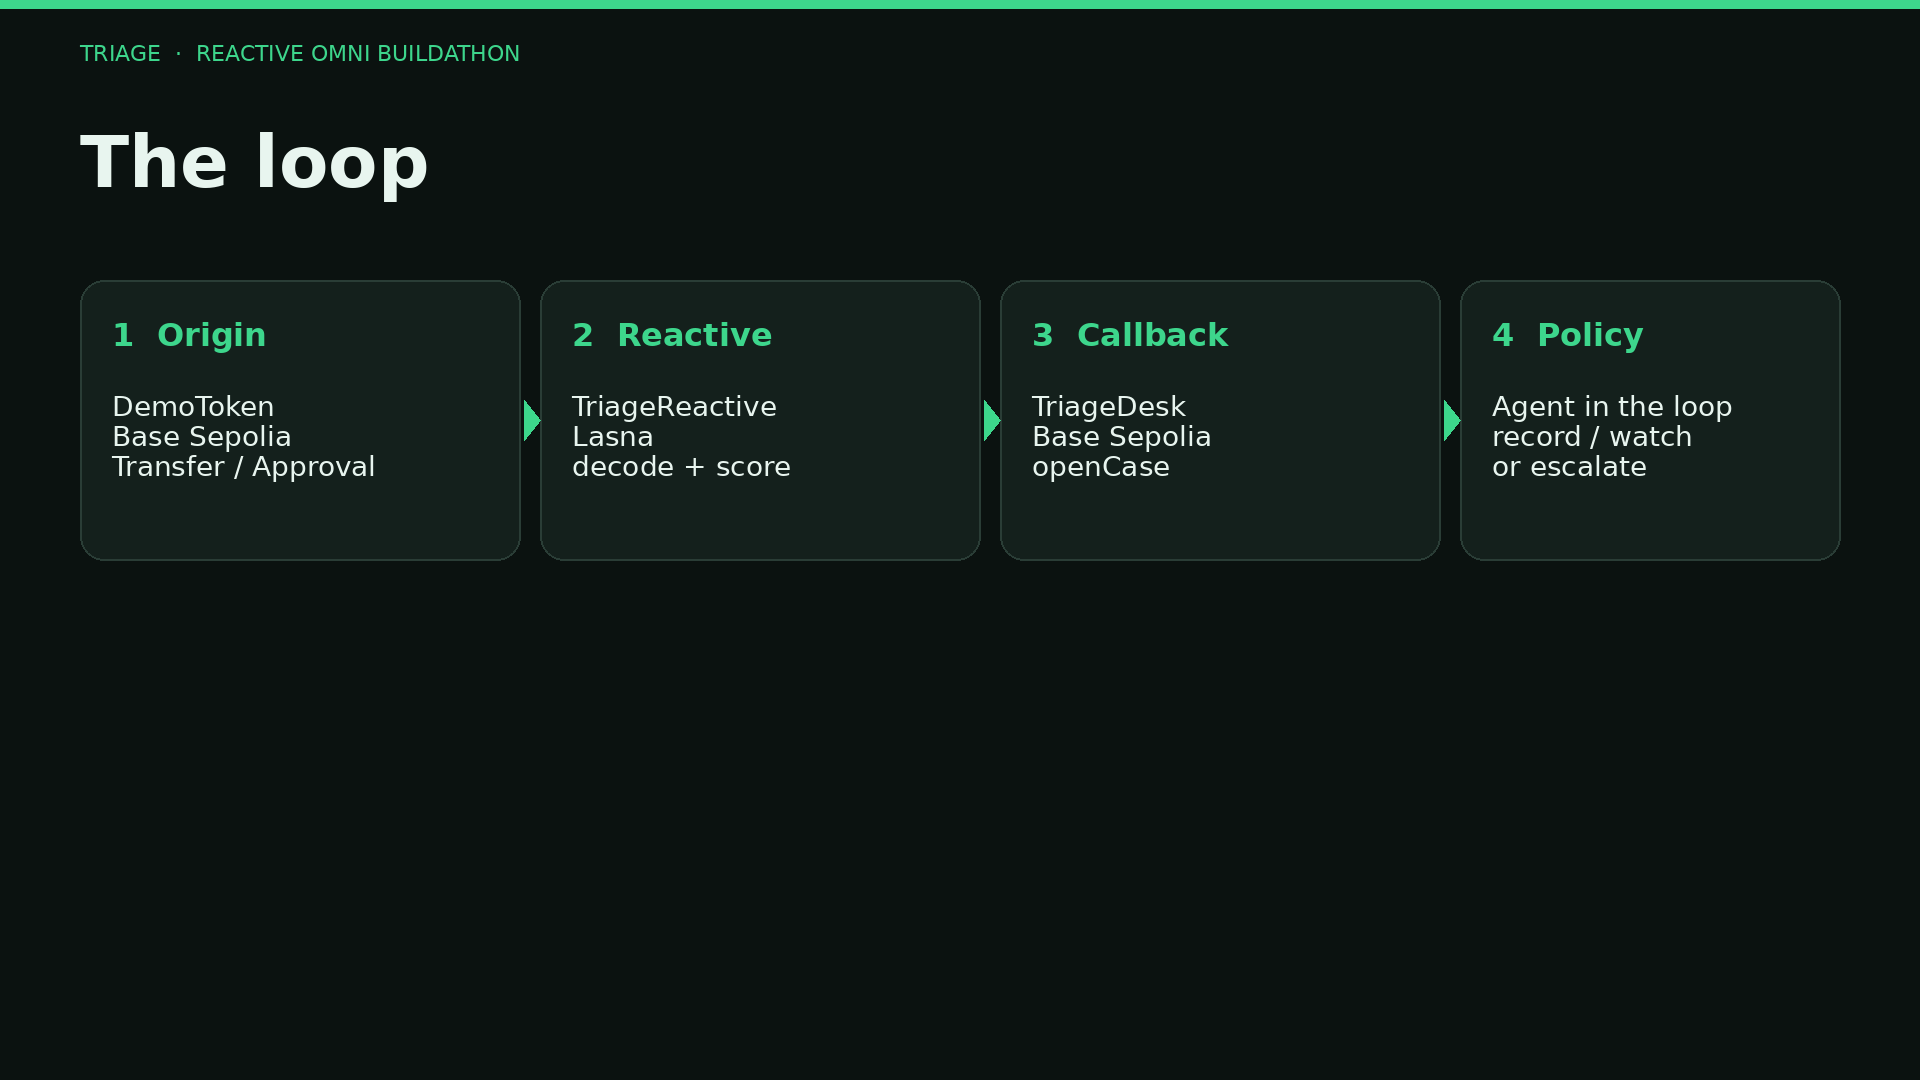 TRIAGE · REACTIVE OMNI BUILDATHON
The loop
1 Origin
DemoToken
Base Sepolia
Transfer / Approval
2 Reactive
TriageReactive
Lasna
decode + score
3 Callback
TriageDesk
Base Sepolia
openCase
4 Policy
Agent in the loop
record / watch
or escalate